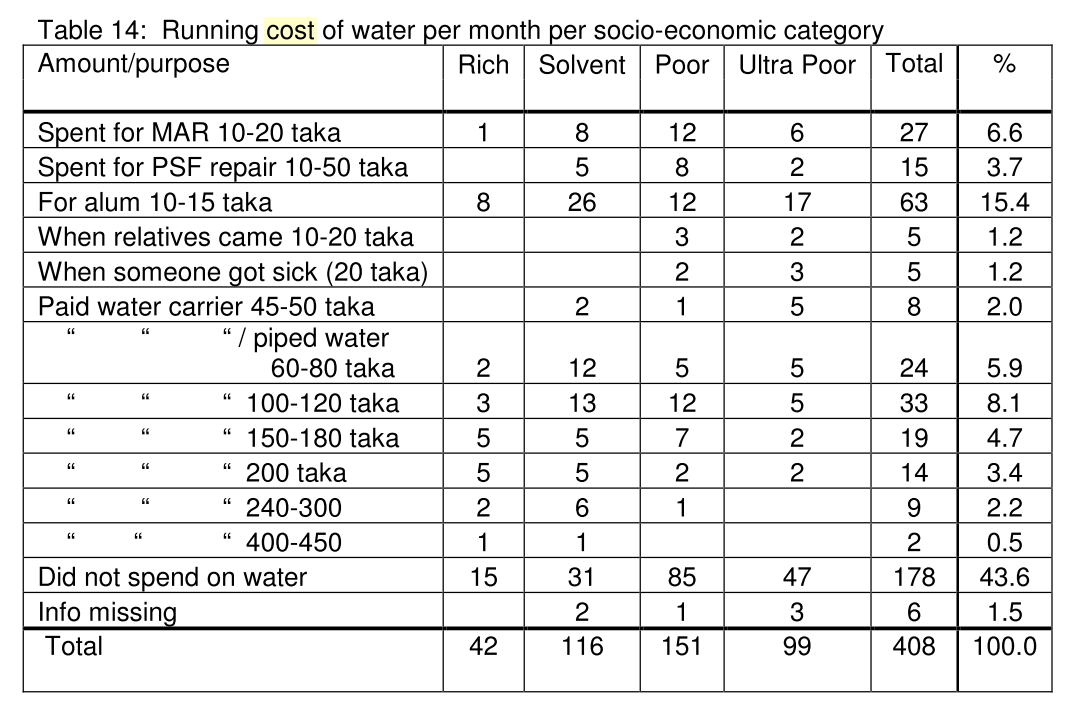 Table 14: Running cost of water per month per socio-economic category
Amount/purpose Rich Solvent Poor Ultra Poor Total %
Spent for MAR 10-20 taka 1 8 12 6 27 6.6
Spent for PSF repair 10-50 taka 5 8 2 15 3.7
For alum 10-15 taka 8 26 12 17 63 15.4
When relatives came 10-20 taka 3 2 5 1.2
When someone got sick (20 taka) 2 3 5 1.2
Paid water carrier 45-50 taka 2 1 5 8 2.0
“ “ “ / piped water
60-80 taka 2 12 5 5 24 5.9
“ “ “ 100-120 taka 3 13 12 5 33 8.1
“ “ “ 150-180 taka 5 5 7 2 19 4.7
“ “ “ 200 taka 5 5 2 2 14 3.4
“ “ “ 240-300 2 6 1 9 2.2
“ “ “ 400-450 1 1 2 0.5
Did not spend on water 15 31 85 47 178 43.6
Info missing 2 1 3 6 1.5
Total 42 116 151 99 408 100.0